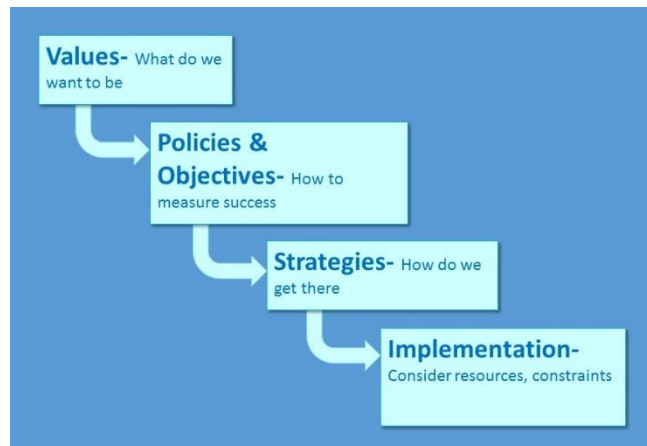 Values- What do we
want to be
Policies &
Objectives- How to
measure success
Strategies- How do we
get there
Implementation-
Consider resources, constraints